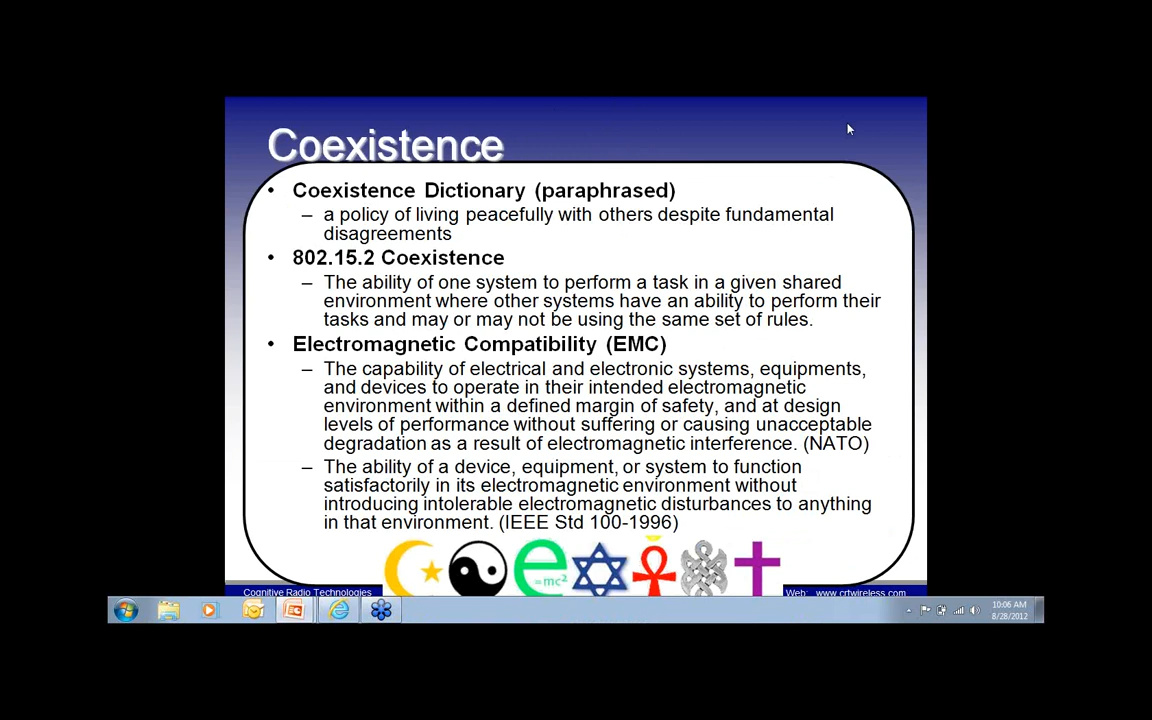 Coexistence
• Coexistence Dictionary (paraphrased)
– a policy of living peacefully with others despite fundamental
disagreements
• 802.15.2 Coexistence
– The ability of one system to perform a task in a given shared
environment where other systems have an ability to perform their
tasks and may or may not be using the same set of rules.
• Electromagnetic Compatibility (EMC)
– The capability of electrical and electronic systems, equipments,
and devices to operate in their intended electromagnetic
environment within a defined margin of safety, and at design
levels of performance without suffering or causing unacceptable
degradation as a result of electromagnetic interference. (NATO)
– The ability of a device, equipment, or system to function
satisfactorily in its electromagnetic environment without
introducing intolerable electromagnetic disturbances to anything
in that environment. (IEEE Std 100-1996)
e=mc²
Cognitive Radio Technologies
Web: www.crtwireless.com
10:06 AM
8/28/2012